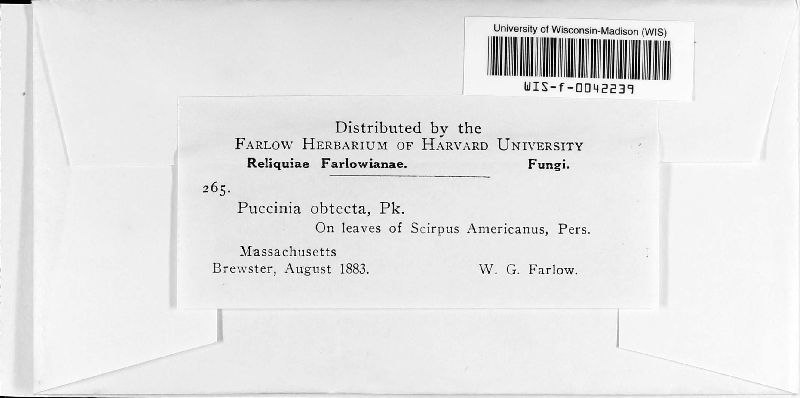 University of Wisconsin-Madison (WIS)
WIS-f-0042239
Distributed by the
FARLOW HERBARIUM OF HARVARD UNIVERSITY
Reliquiae Farlowianae. Fungi.
265.
Puccinia obtecta, Pk.
On leaves of Scirpus Americanus, Pers.
Massachusetts
Brewster, August 1883. W. G. Farlow.